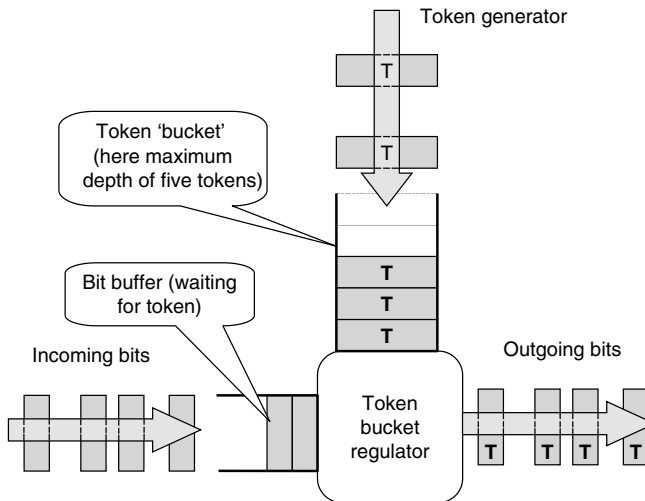 Token generator
T
Token ‘bucket’
(here maximum
depth of five tokens)
T
T
Bit buffer (waiting
for token)
T
T
Incoming bits
Outgoing bits
Token
bucket
regulator
T T T T